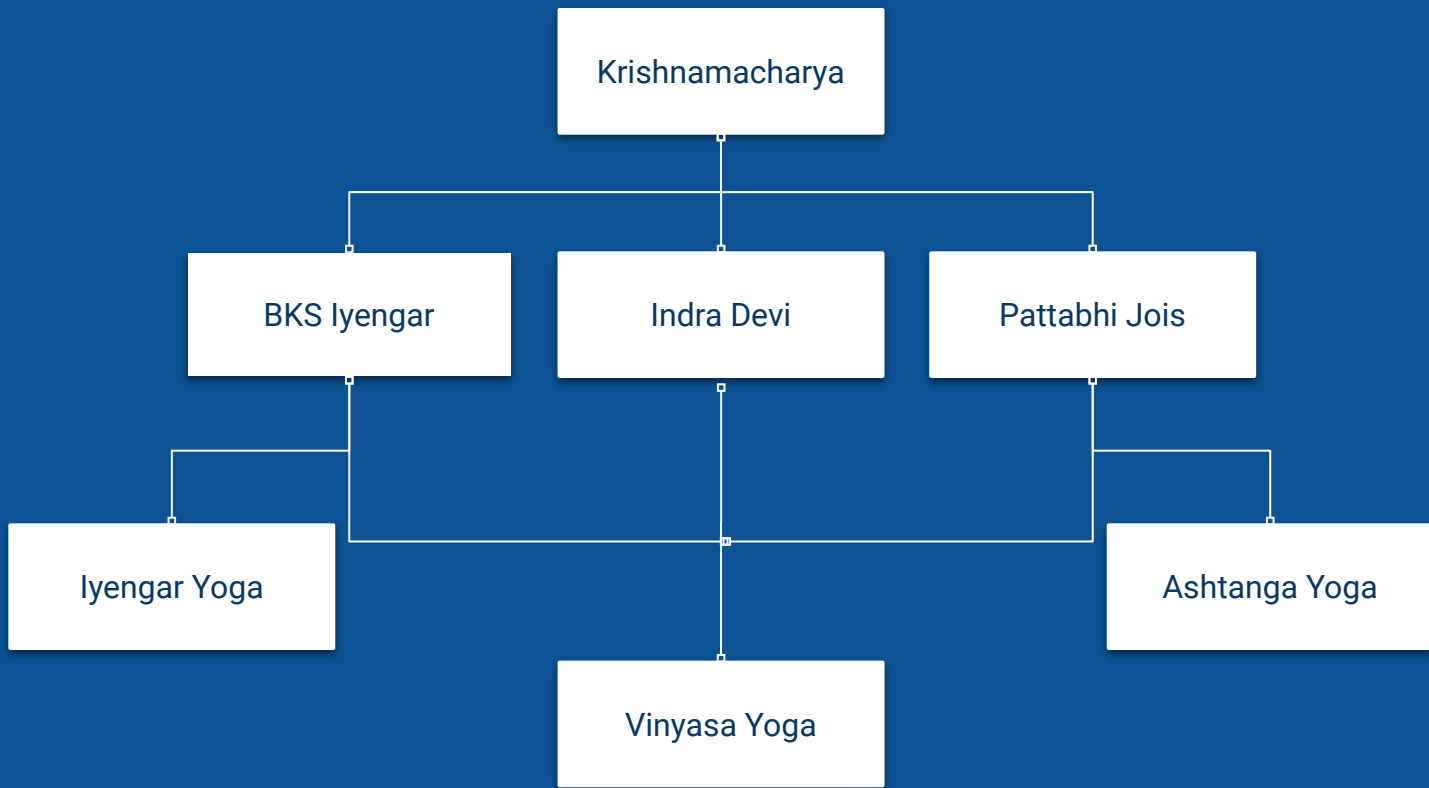 Krishnamacharya
BKS Iyengar
Indra Devi
Pattabhi Jois
Iyengar Yoga
Ashtanga Yoga
Vinyasa Yoga